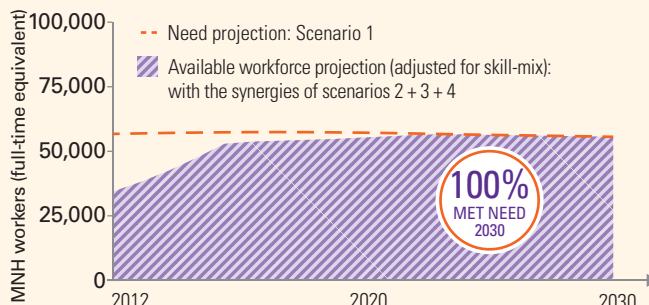 MNH workers (full-time equivalent)
100,000
75,000
50,000
25,000
0
Need projection: Scenario 1
Available workforce projection (adjusted for skill-mix):
with the synergies of scenarios 2 + 3 + 4
100%
MET NEED
2030
2012
2020
2030